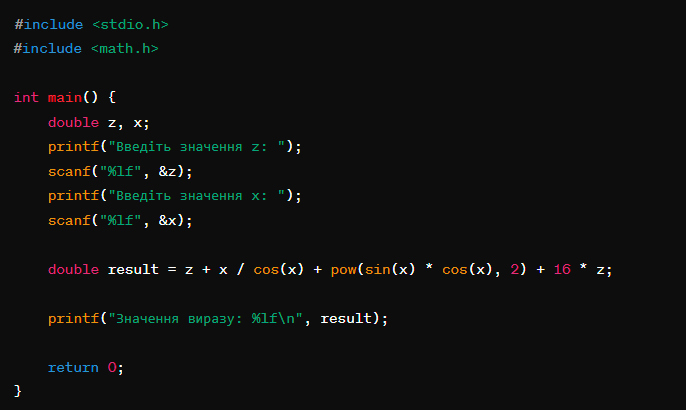 #include <stdio.h>
#include <math.h>
int main() {
double z, x;
printf("Введіть значення z: ");
scanf("%lf", &z);
printf("Введіть значення x: ");
scanf("%lf", &x);
double result = z + x / cos(x) + pow(sin(x) * cos(x), 2) + 16 * z;
printf("Значення виразу: %lf\n", result);
return 0;
}